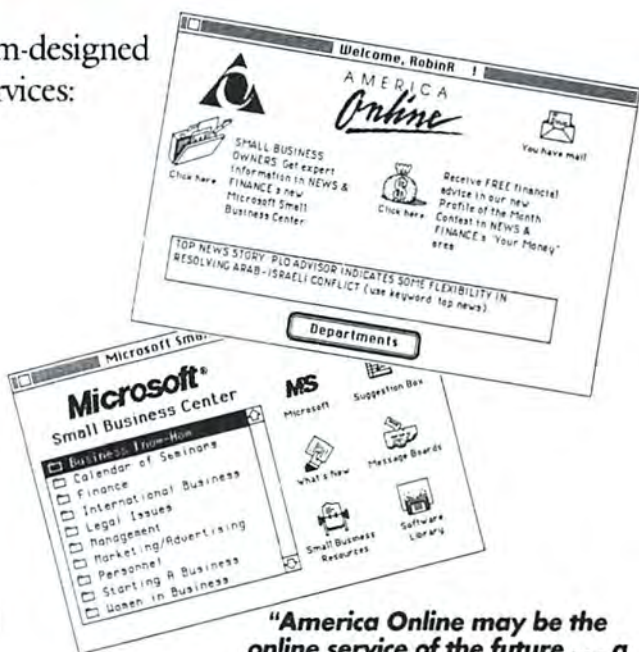 m-designed
rvices:
Welcome, RobinR !
AMERICA
Online
You have mail
Click here
SMALL BUSINESS
OWNERS: Get expert
information in NEWS &
FINANCE's new
Microsoft Small
Business Center
Click here
Receive FREE financial
advice in our new
Profile of the Month
Contest in NEWS &
FINANCE's "Your Money"
area
TOP NEWS STORY: PLO ADVISOR INDICATES SOME FLEXIBILITY IN
RESOLVING ARAB-ISRAELI CONFLICT (use keyword top news)
Departments
Microsoft Smal
Microsoft®
Small Business Center
Business Know-How
Calendar of Seminars
Finance
International Business
Legal Issues
Management
Marketing/Advertising
Personnel
Starting A Business
Women in Business
MS
Microsoft
Suggestion Box
What's New
Message Boards
Small Business
Resources
Software
Library
"America Online may be the
online service of the future . . . a